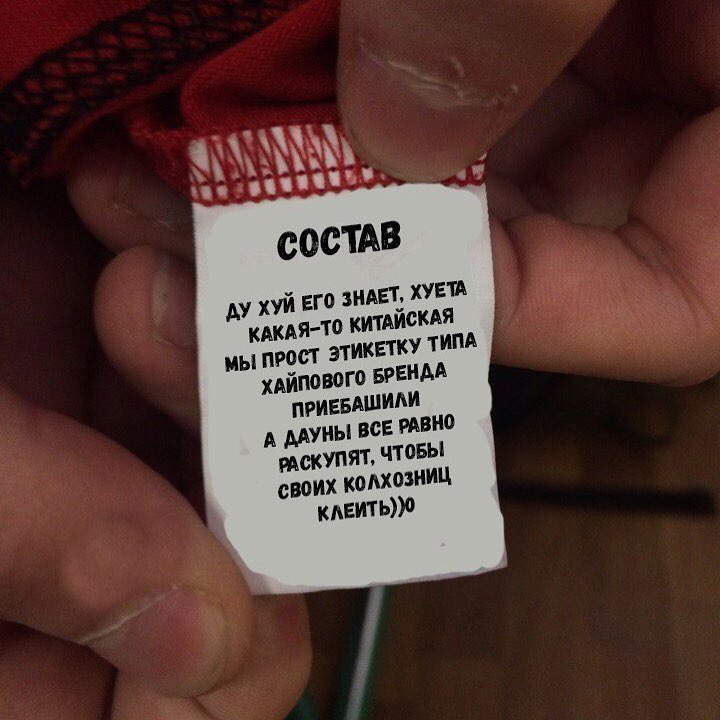 СОСТАВ
ДУ ХУЙ ЕГО ЗНАЕТ, ХУЕТА
КАКАЯ-ТО КИТАЙСКАЯ
МЫ ПРОСТ ЭТИКЕТКУ ТИПА
ХАЙПОВОГО БРЕНДА
ПРИЕБАШИЛИ
А ДАУНЫ ВСЕ РАВНО
РАСКУПЯТ, ЧТОБЫ
СВОИХ КОЛХОЗНИЦ
КЛЕИТЬ))0